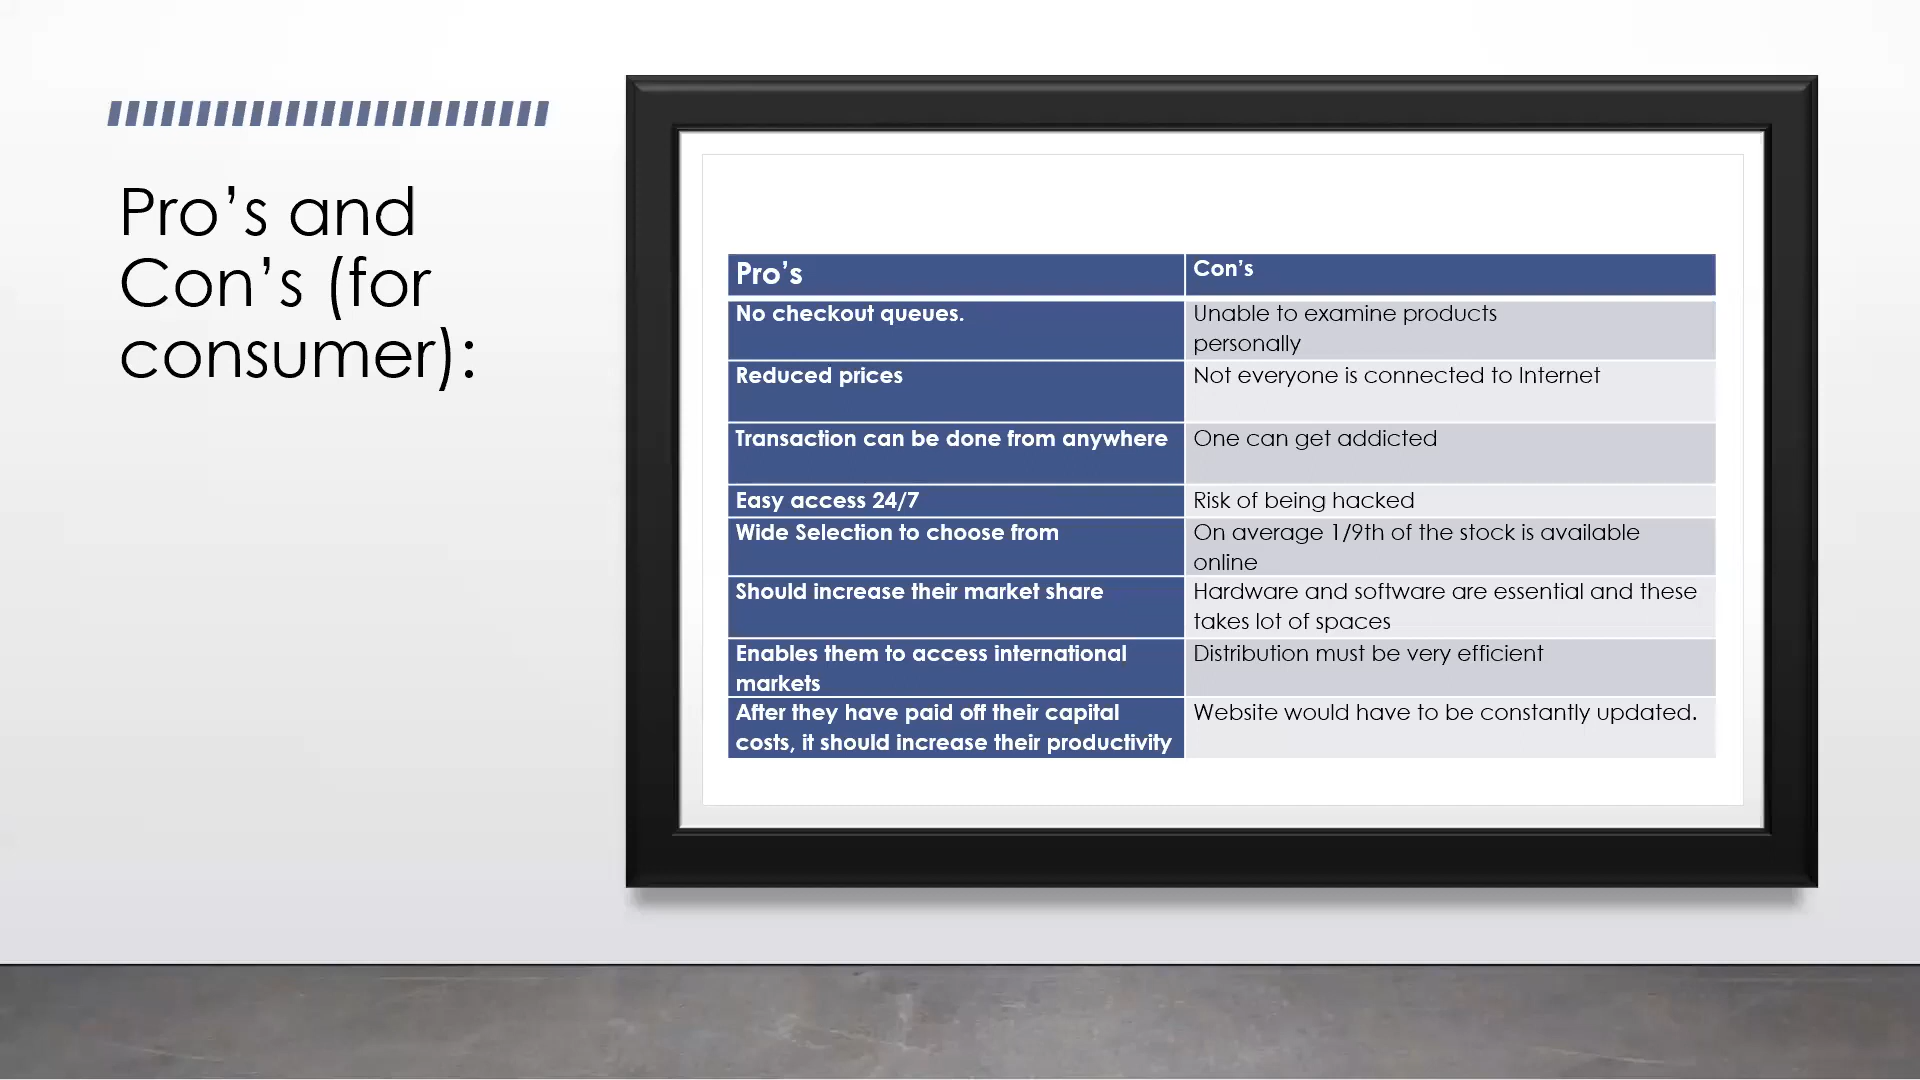 Pro’s and
Con’s (for
consumer):
Pro’s
Con’s
No checkout queues.
Unable to examine products
personally
Reduced prices
Not everyone is connected to Internet
Transaction can be done from anywhere
One can get addicted
Easy access 24/7
Risk of being hacked
Wide Selection to choose from
On average 1/9th of the stock is available
online
Should increase their market share
Hardware and software are essential and these
takes lot of spaces
Enables them to access international
markets
Distribution must be very efficient
After they have paid off their capital
costs, it should increase their productivity
Website would have to be constantly updated.